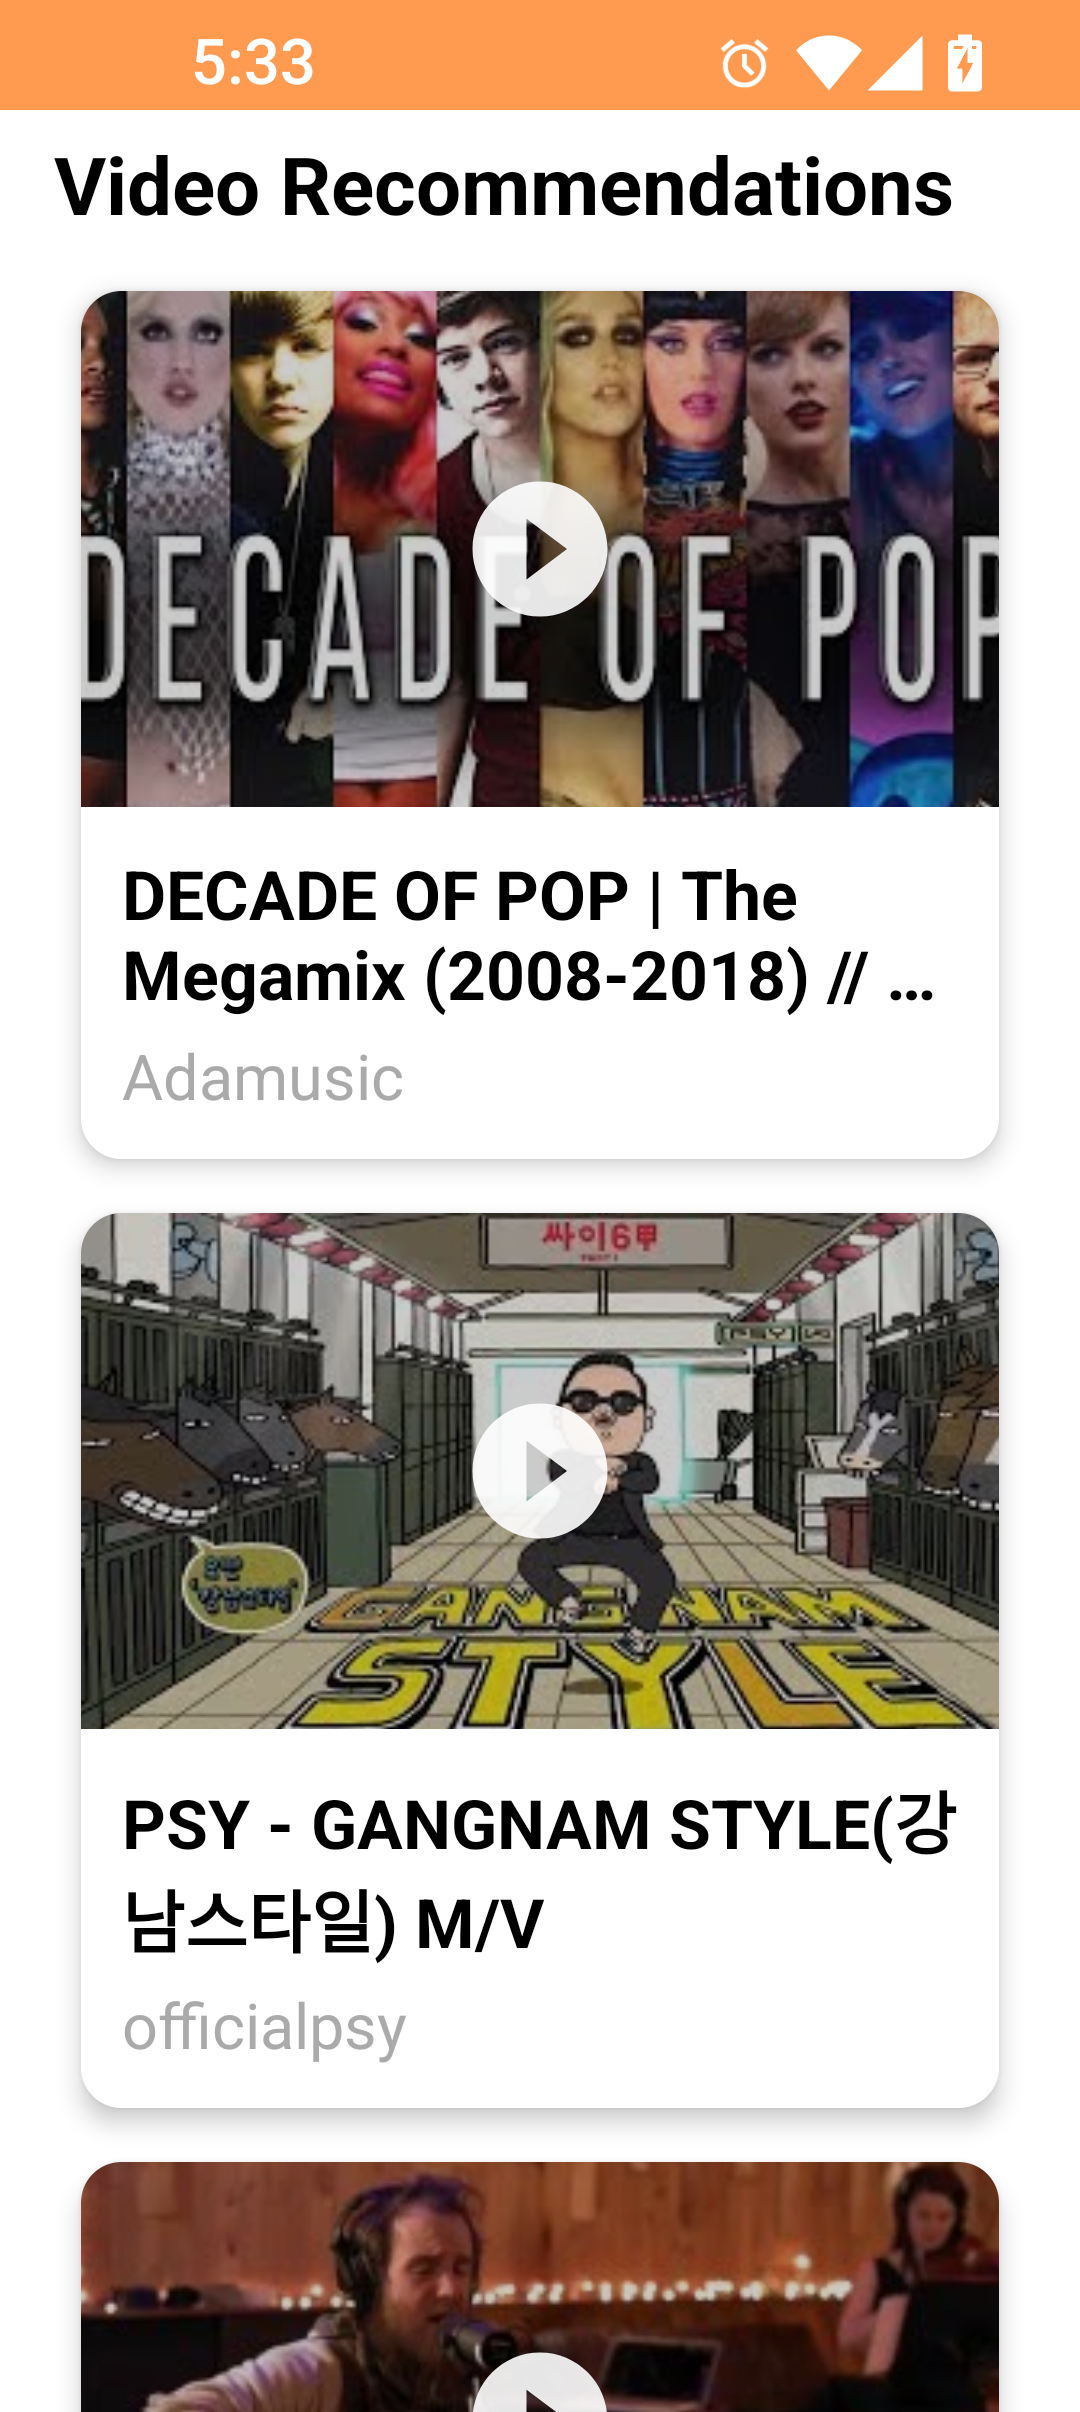 5:33
Video Recommendations
DECADE OF POP
DECADE OF POP | The
Megamix (2008-2018) // …
Adamusic
싸이6甲
GANGNAM
STYLE
PSY - GANGNAM STYLE(강
남스타일) M/V
officialpsy